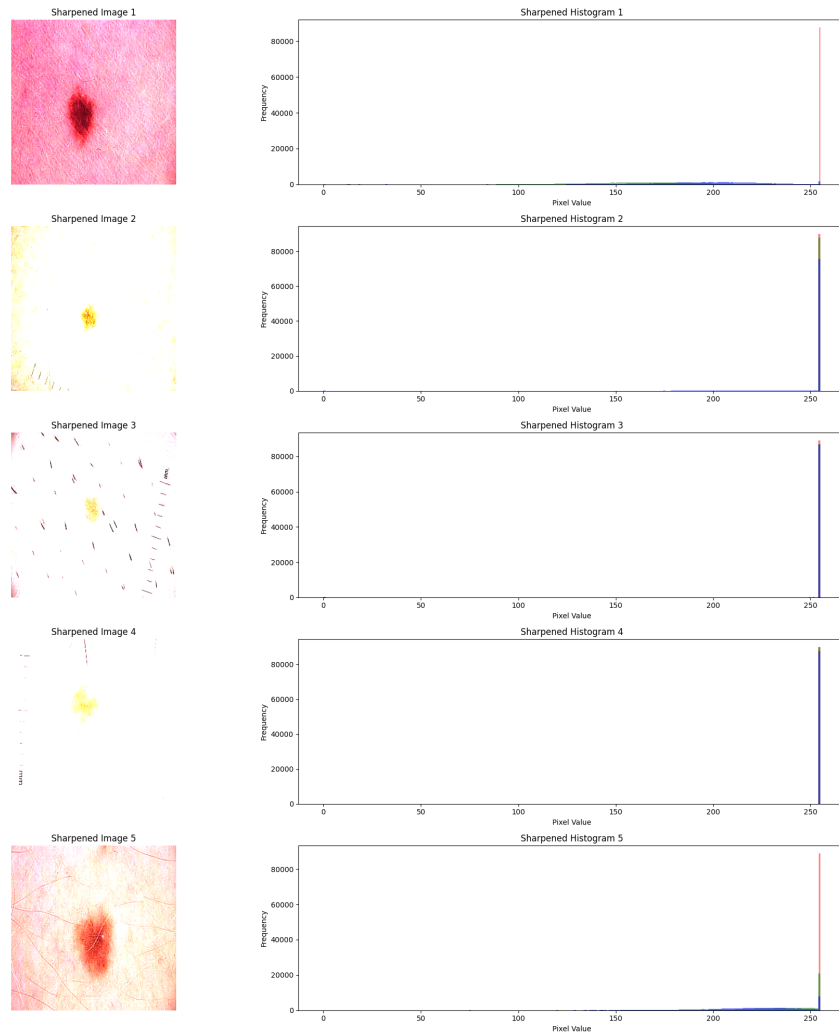 Sharpened Image 1
Sharpened Histogram 1
80000
60000
40000
20000
0
Frequency
0 50 100 150 200 250
Pixel Value
Sharpened Image 2
Sharpened Histogram 2
80000
60000
40000
20000
0
Frequency
0 50 100 150 200 250
Pixel Value
Sharpened Image 3
Sharpened Histogram 3
80000
60000
40000
20000
0
Frequency
0 50 100 150 200 250
Pixel Value
Sharpened Image 4
Sharpened Histogram 4
80000
60000
40000
20000
0
Frequency
0 50 100 150 200 250
Pixel Value
Sharpened Image 5
Sharpened Histogram 5
80000
60000
40000
20000
0
Frequency
0 50 100 150 200 250
Pixel Value